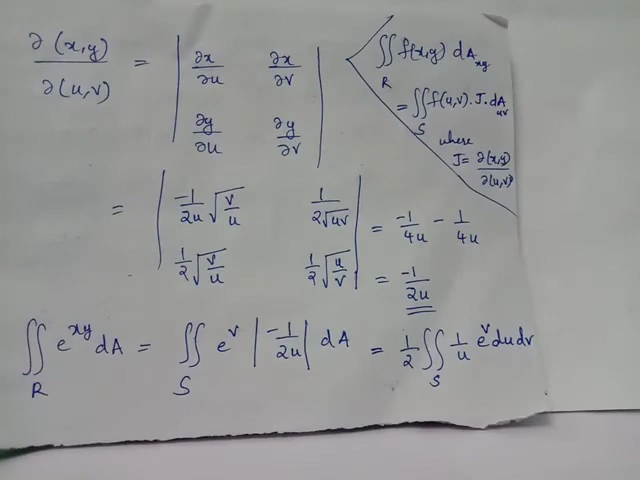 ∂(x,y)/∂(u,v) = | ∂x/∂u ∂x/∂v |
| ∂y/∂u ∂y/∂v |
∬_R f(x,y) dA_xy
= ∬_S f(u,v). J. dA_uv
where
J = ∂(x,y)/∂(u,v)
= | -1/2u √(v/u) 1/(2√uv) | = -1/4u - 1/4u
| 1/2 √(v/u) 1/2 √(u/v) | = -1/2u
∬_R e^xy dA = ∬_S e^v |-1/2u| dA = 1/2 ∬_S 1/u e^v du dv